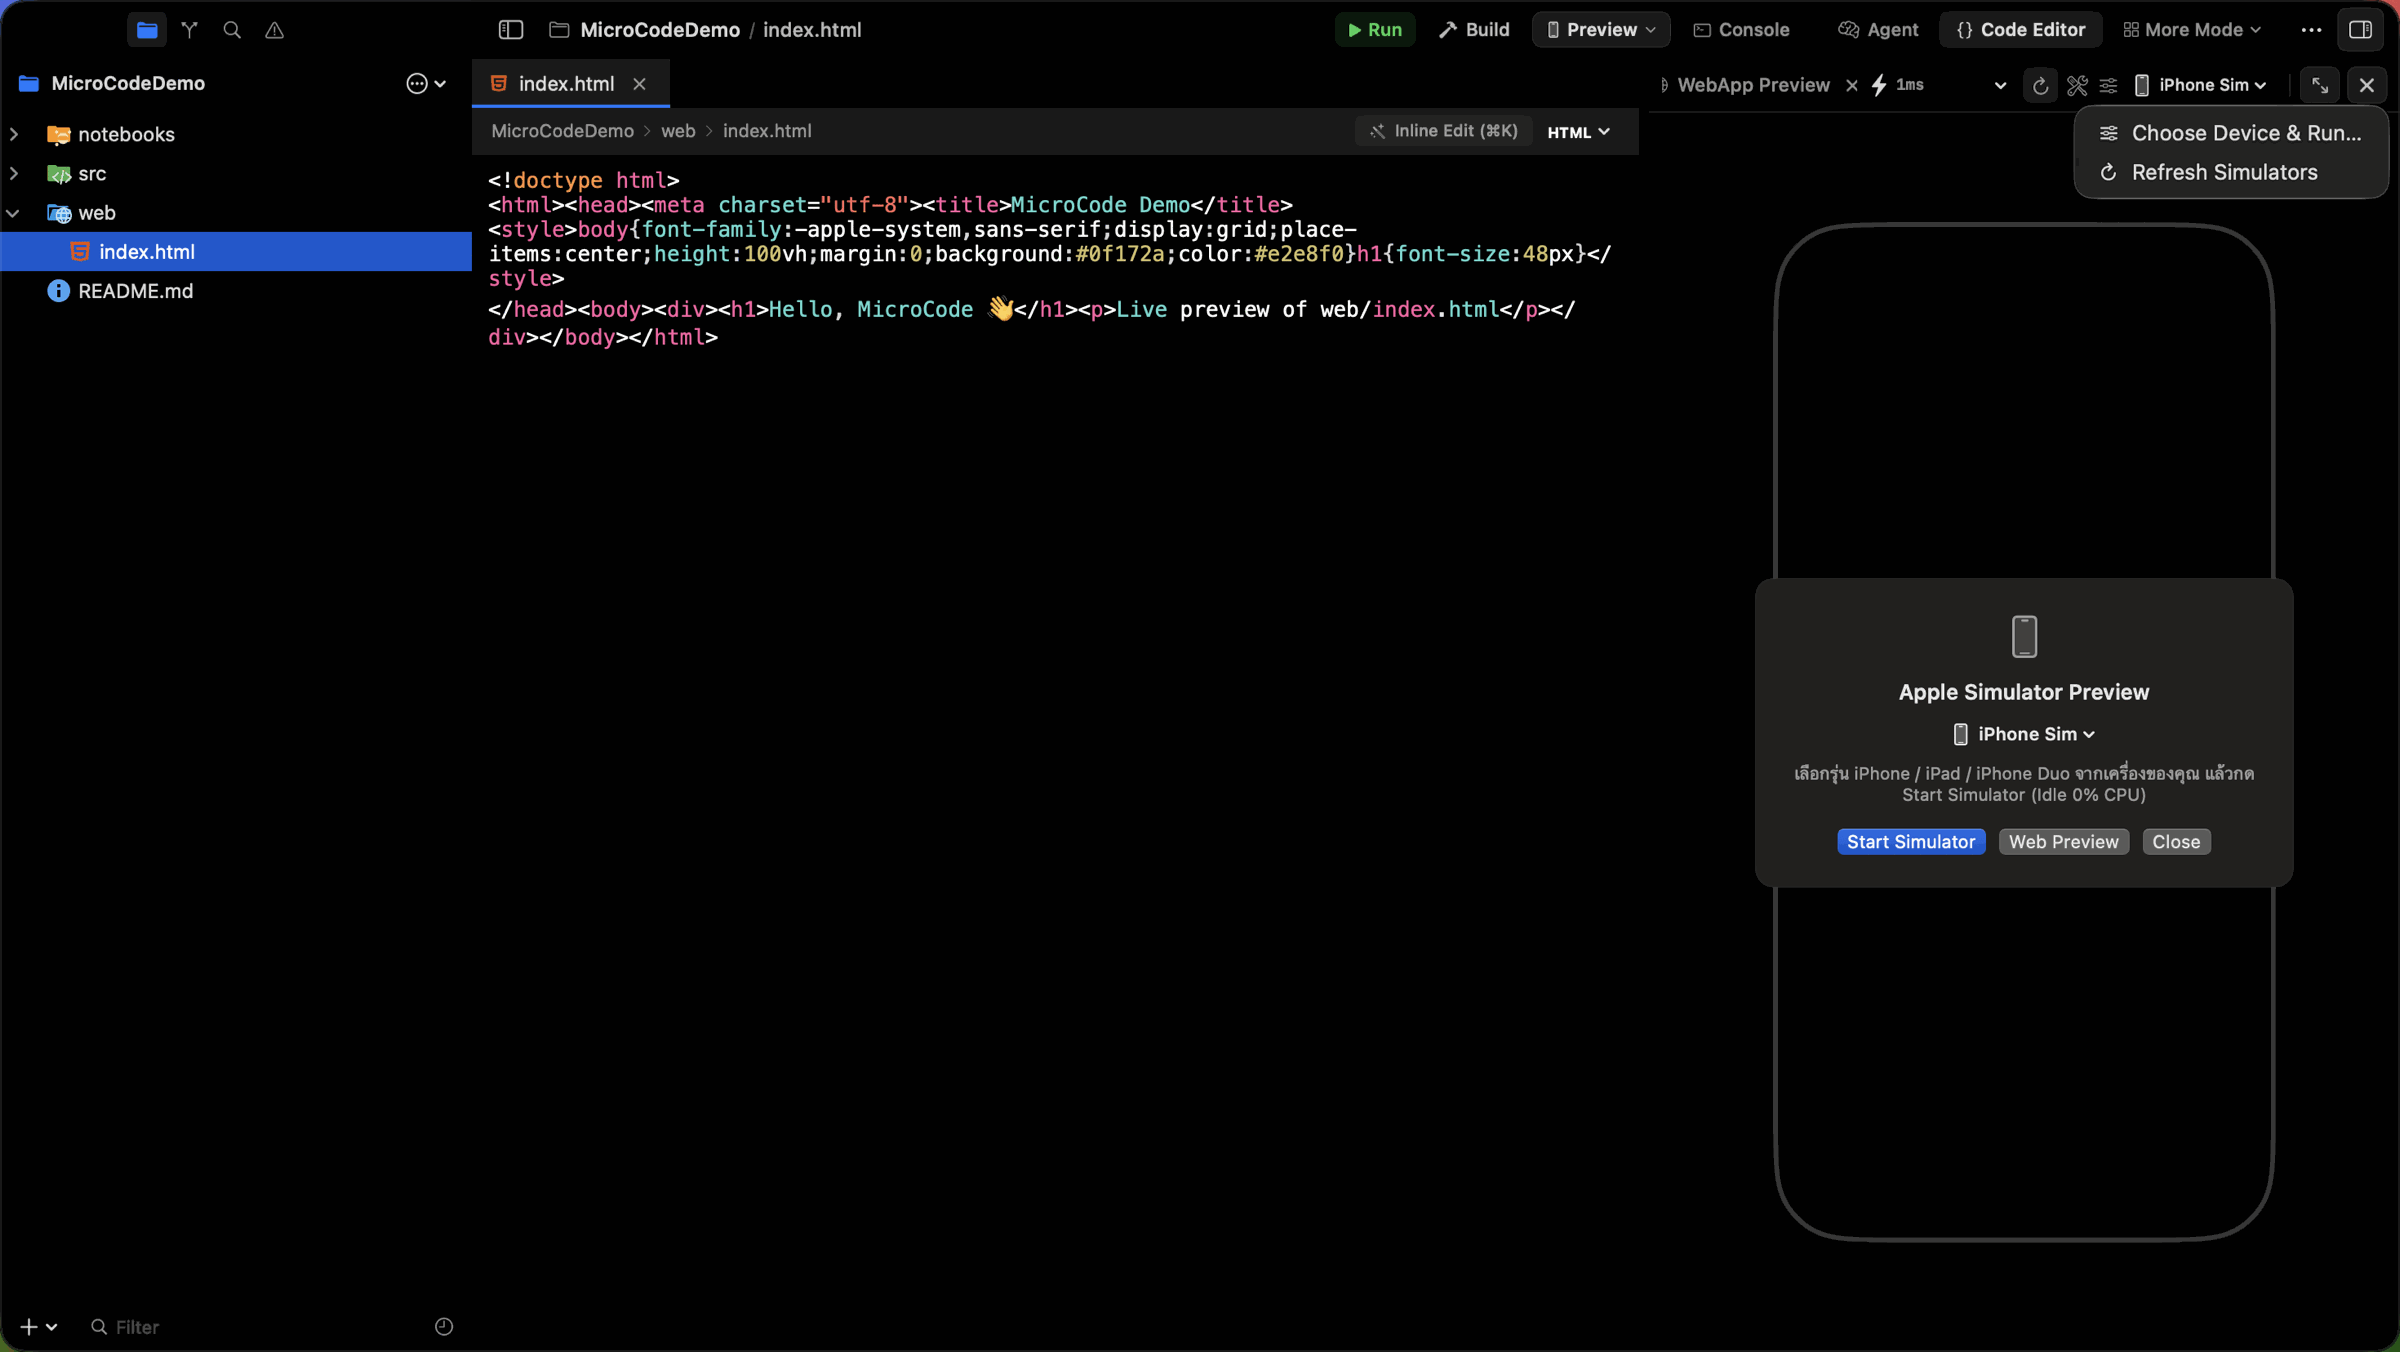 MicroCodeDemo / index.html
Run
Build
Preview
Console
Agent
{} Code Editor
More Mode
MicroCodeDemo
index.html
WebApp Preview
1ms
iPhone Sim
notebooks
src
web
index.html
README.md
MicroCodeDemo > web > index.html
Inline Edit (⌘K)
HTML
Choose Device & Run...
Refresh Simulators
<!doctype html>
<html><head><meta charset="utf-8"><title>MicroCode Demo</title>
<style>body{font-family:-apple-system,sans-serif;display:grid;place-
items:center;height:100vh;margin:0;background:#0f172a;color:#e2e8f0}h1{font-size:48px}</
style>
</head><body><div><h1>Hello, MicroCode 👋</h1><p>Live preview of web/index.html</p></
div></body></html>
Apple Simulator Preview
iPhone Sim
เลือกรุ่น iPhone / iPad / iPhone Duo จากเครื่องของคุณ แล้วกด
Start Simulator (Idle 0% CPU)
Start Simulator
Web Preview
Close
Filter